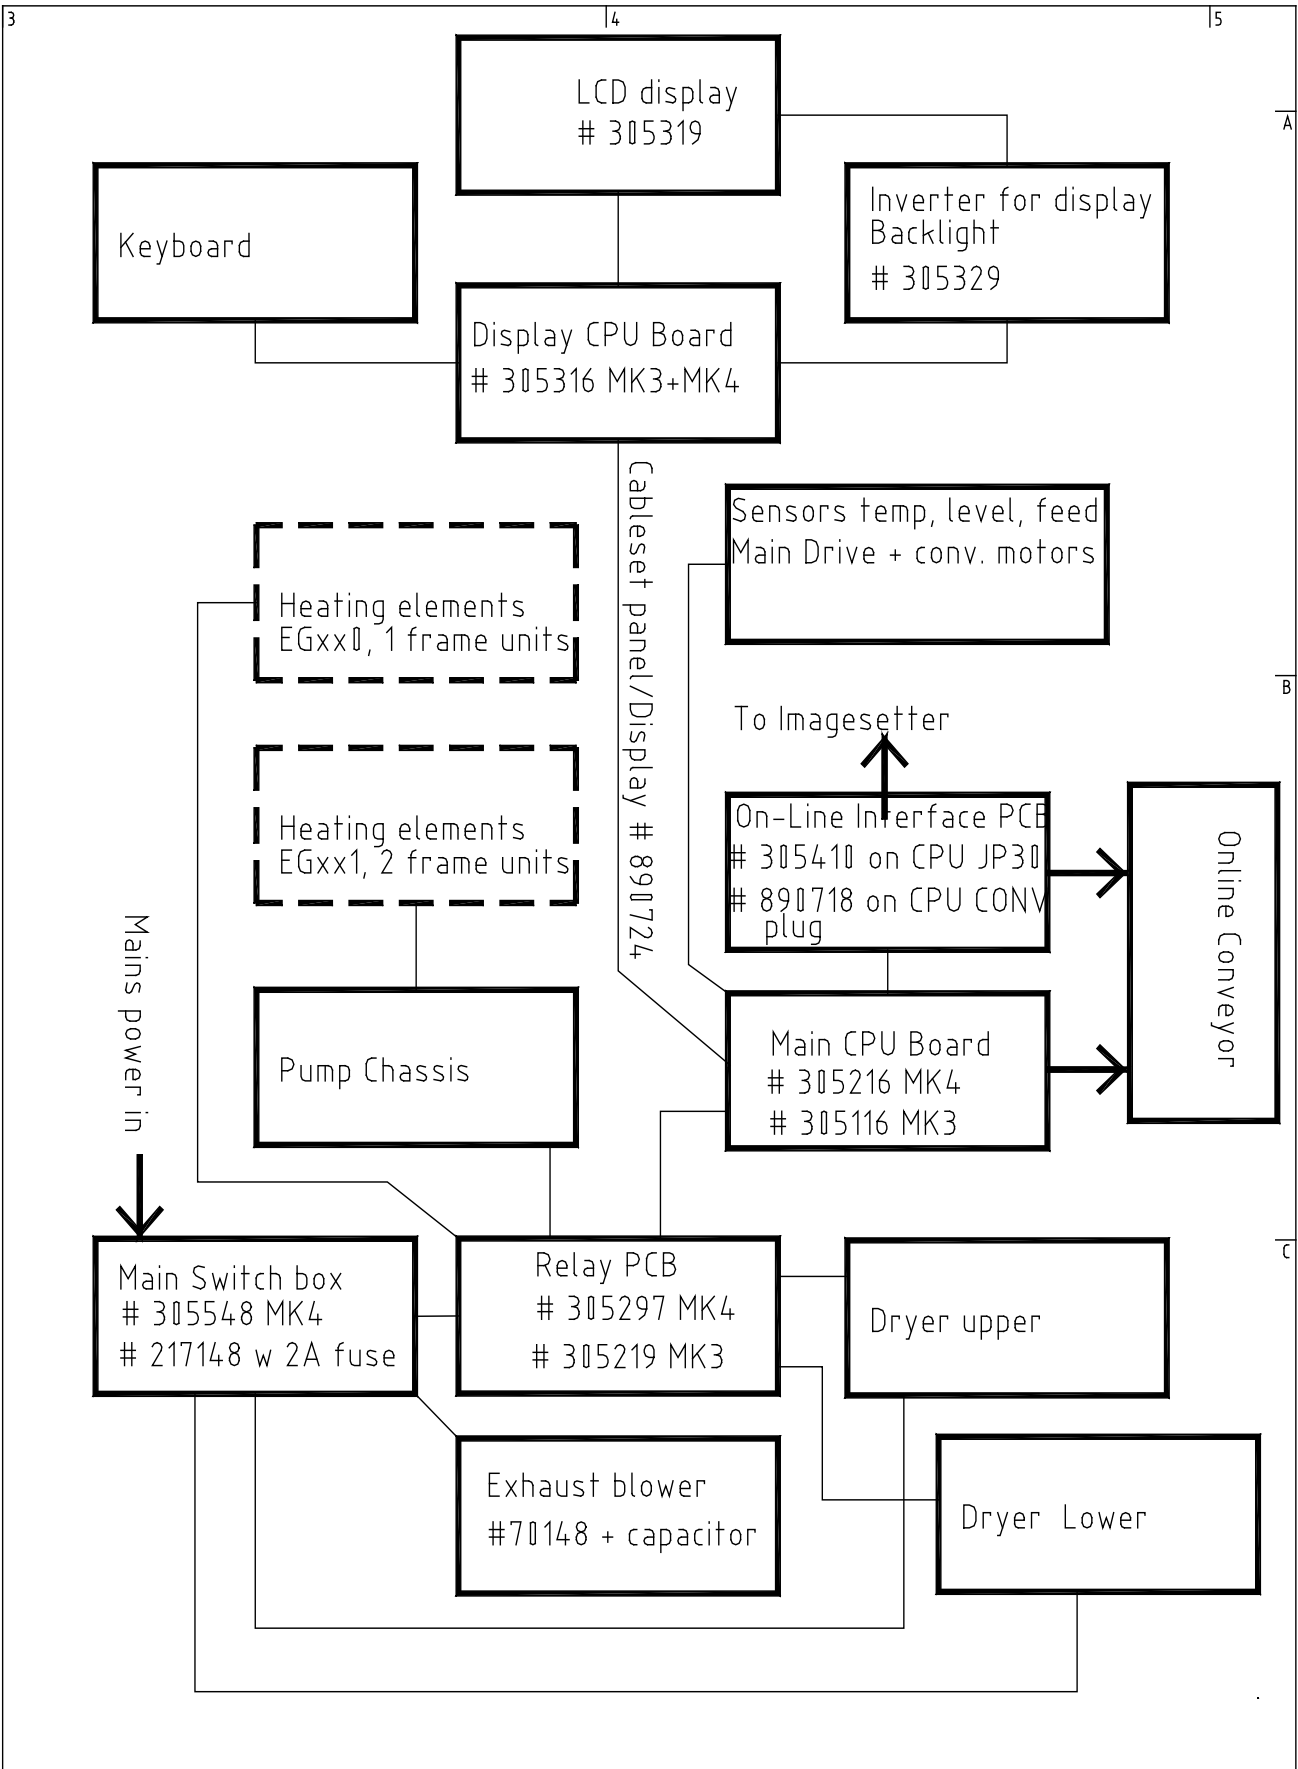 3
4
5
A
LCD display
# 305319
Inverter for display
Backlight
# 305329
Keyboard
Display CPU Board
# 305316 MK3+MK4
Cableset panel/Display # 890724
Sensors temp, level, feed
Main Drive + conv. motors
Heating elements
EGxx0, 1 frame units
B
To Imagesetter
Heating elements
EGxx1, 2 frame units
On-Line Interface PCB
# 305410 on CPU JP30
# 890718 on CPU CONV
plug
Online Conveyor
Mains power in
Pump Chassis
Main CPU Board
# 305216 MK4
# 305116 MK3
C
Main Switch box
# 305548 MK4
# 217148 w 2A fuse
Relay PCB
# 305297 MK4
# 305219 MK3
Dryer upper
Exhaust blower
#70148 + capacitor
Dryer Lower